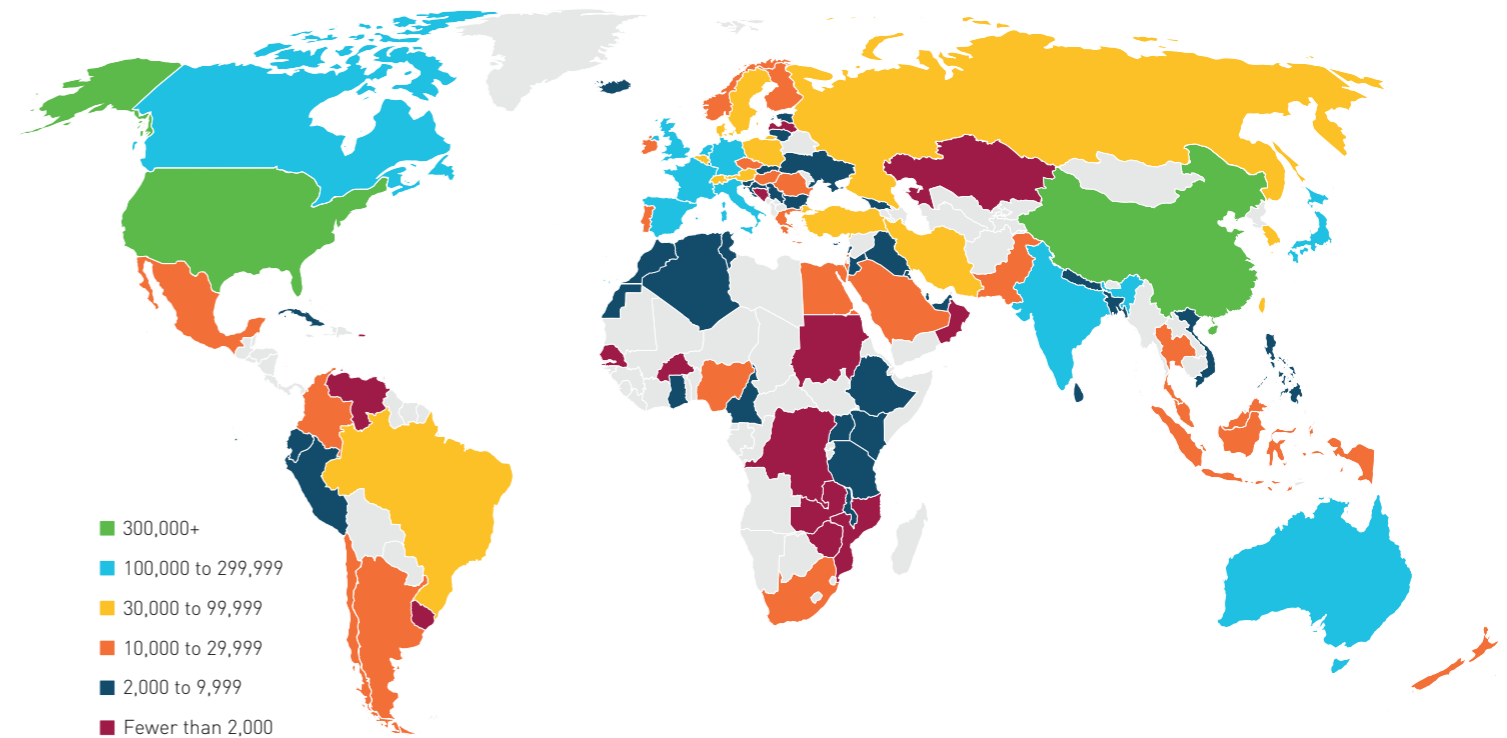 300,000+
100,000 to 299,999
30,000 to 99,999
10,000 to 29,999
2,000 to 9,999
Fewer than 2,000